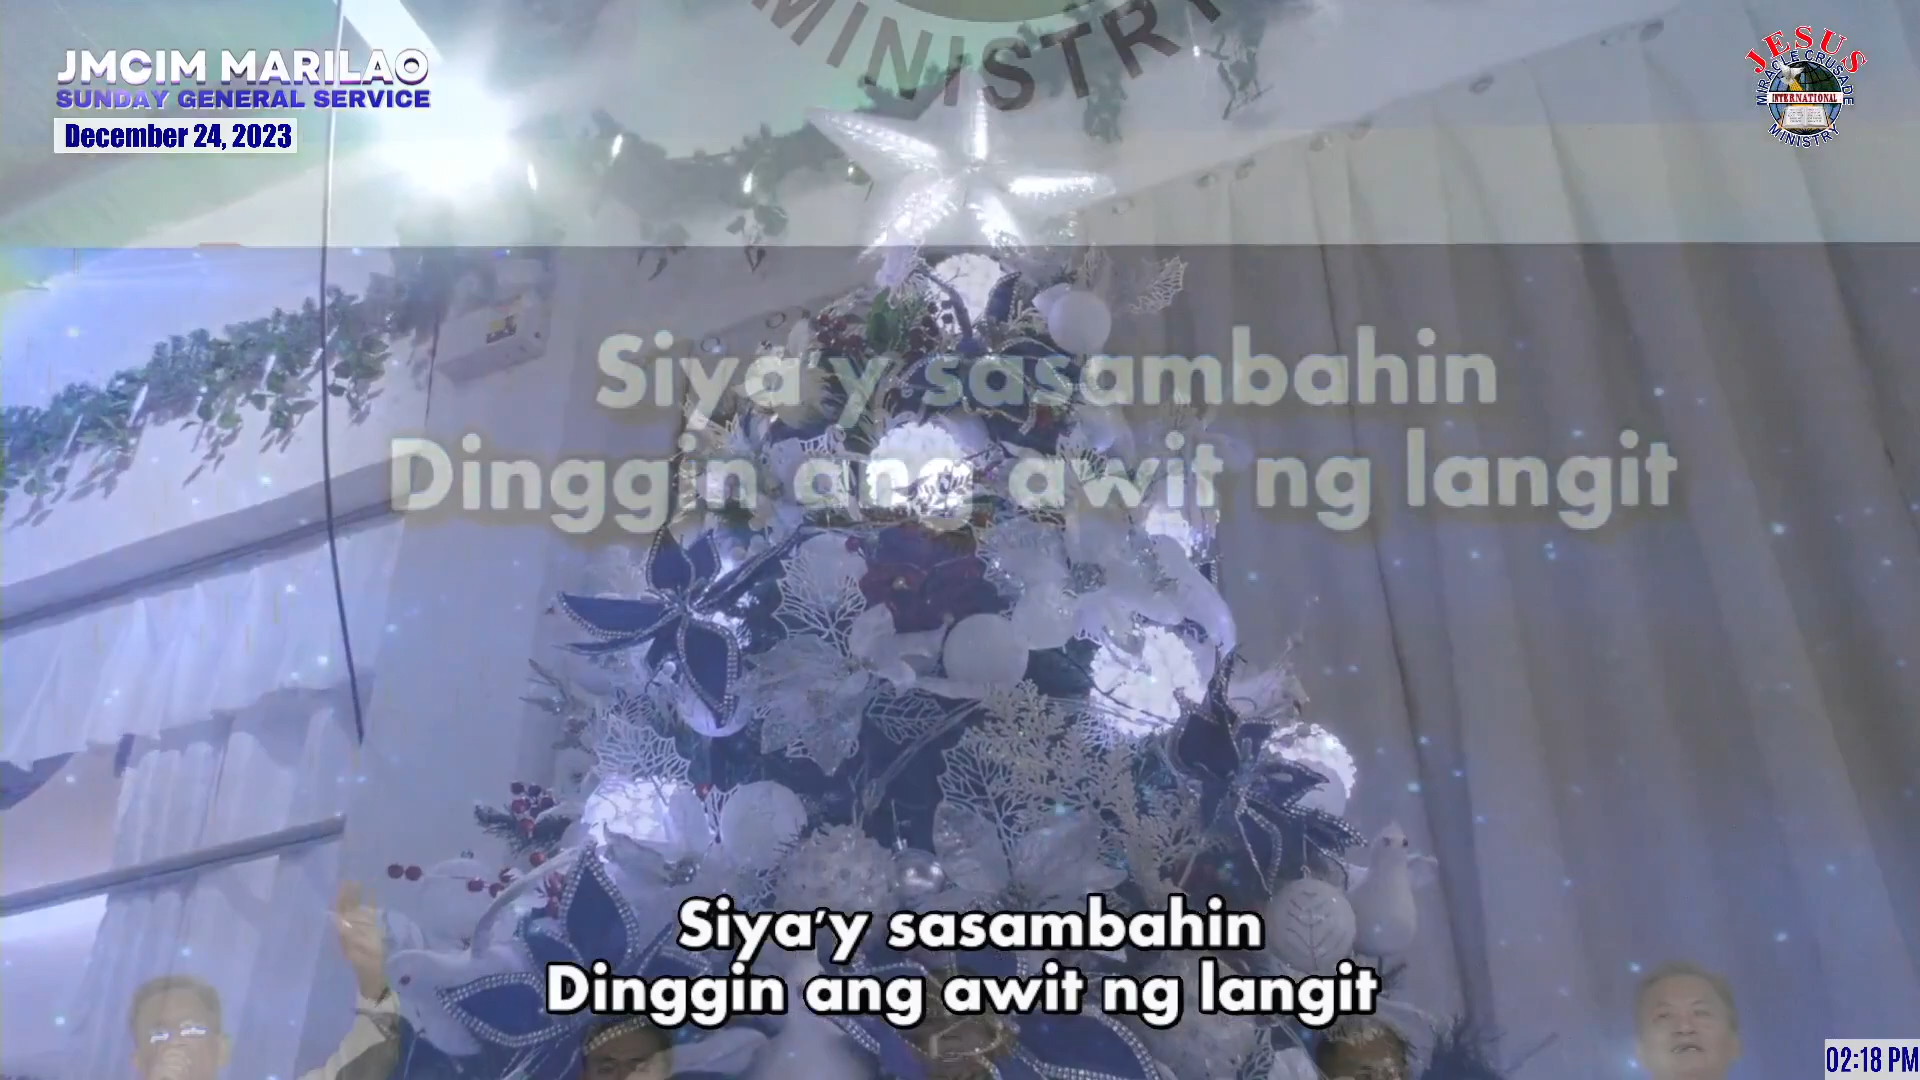 MINISTRY
JMCIM MARILAO
SUNDAY GENERAL SERVICE
December 24, 2023
JESUS
MIRACLE CRUSADE
INTERNATIONAL
MINISTRY
Siya'y sasambahin
Dinggin ang awit ng langit
Siya'y sasambahin
Dinggin ang awit ng langit
02:18 PM